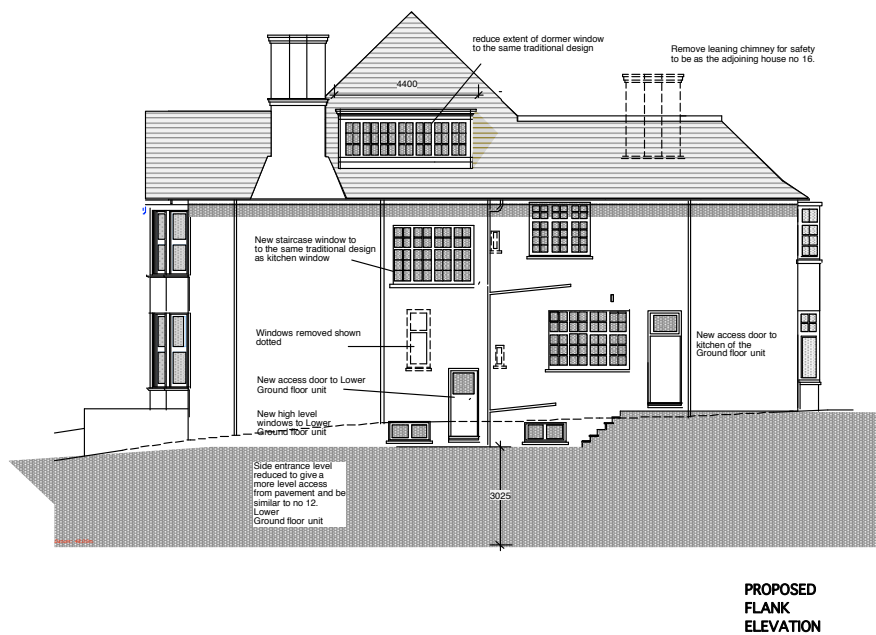 reduce extent of dormer window
to the same traditional design
Remove leaning chimney for safety
to be as the adjoining house no 16.
4400
New staircase window to
to the same traditional design
as kitchen window
Windows removed shown
dotted
New access door to
kitchen of the
Ground floor unit
New access door to Lower
Ground floor unit
New high level
windows to Lower
Ground floor unit
Side entrance level
reduced to give a
more level access
from pavement and be
similar to no 12.
Lower
Ground floor unit
3025
PROPOSED
FLANK
ELEVATION